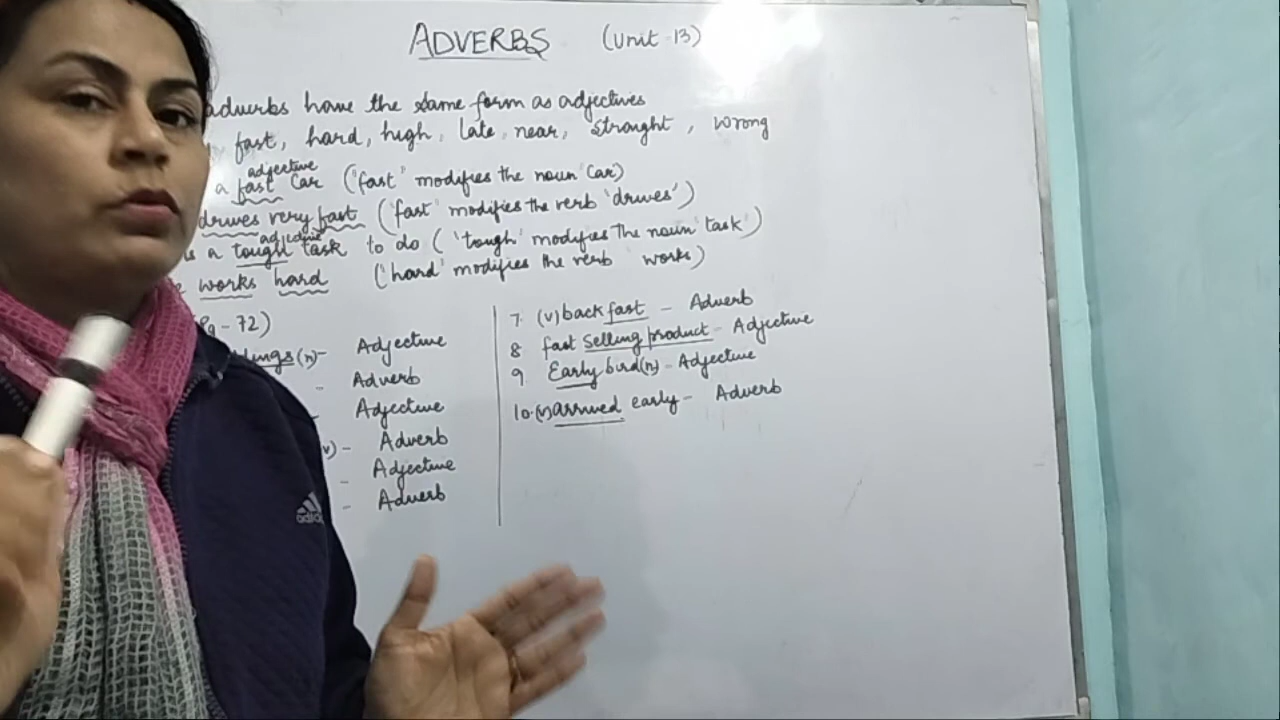 ADVERBS (Unit 13)
adverbs have the same form as adjectives
fast, hard, high, late, near, straight, wrong
adjective
a fast car ("fast" modifies the noun 'Car)
drives very fast ('fast' modifies the verb 'drives')
adjective
is a tough task to do ('tough' modifies the noun 'task')
works hard ('hard' modifies the verb 'works)
Pg - 72)
(n)- Adjective
- Adverb
- Adjective
v) - Adverb
- Adjective
- Adverb
7. (v) back fast - Adverb
8 fast selling product - Adjective
9 Early bird(n) - Adjective
10.(v) arrived early - Adverb
adidas